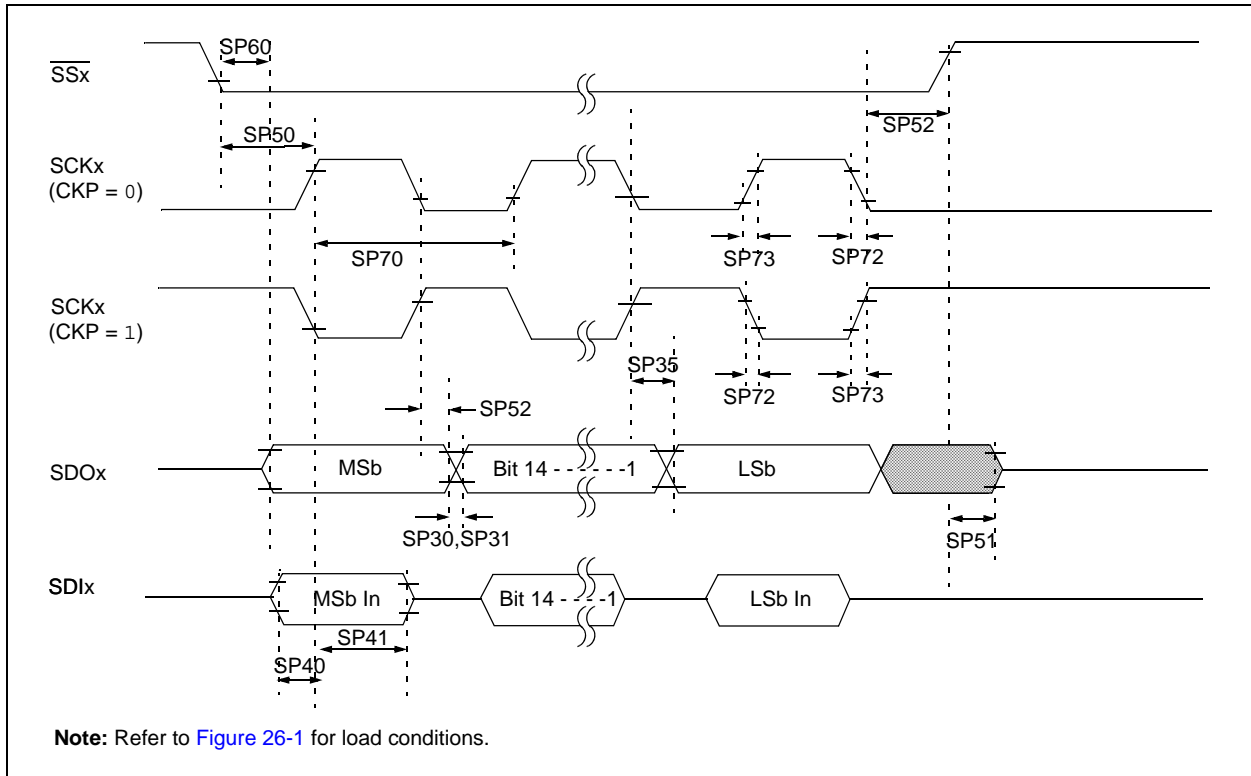 SP60
SSx
SP50
SP52
SCKx
(CKP = 0)
SP70
SP73
SP72
SCKx
(CKP = 1)
SP35
SP72
SP73
SP52
SDOx
MSb
Bit 14 - - - - - -1
LSb
SP30,SP31
SP51
SDIx
MSb In
Bit 14 - - - -1
LSb In
SP41
SP40
Note: Refer to Figure 26-1 for load conditions.